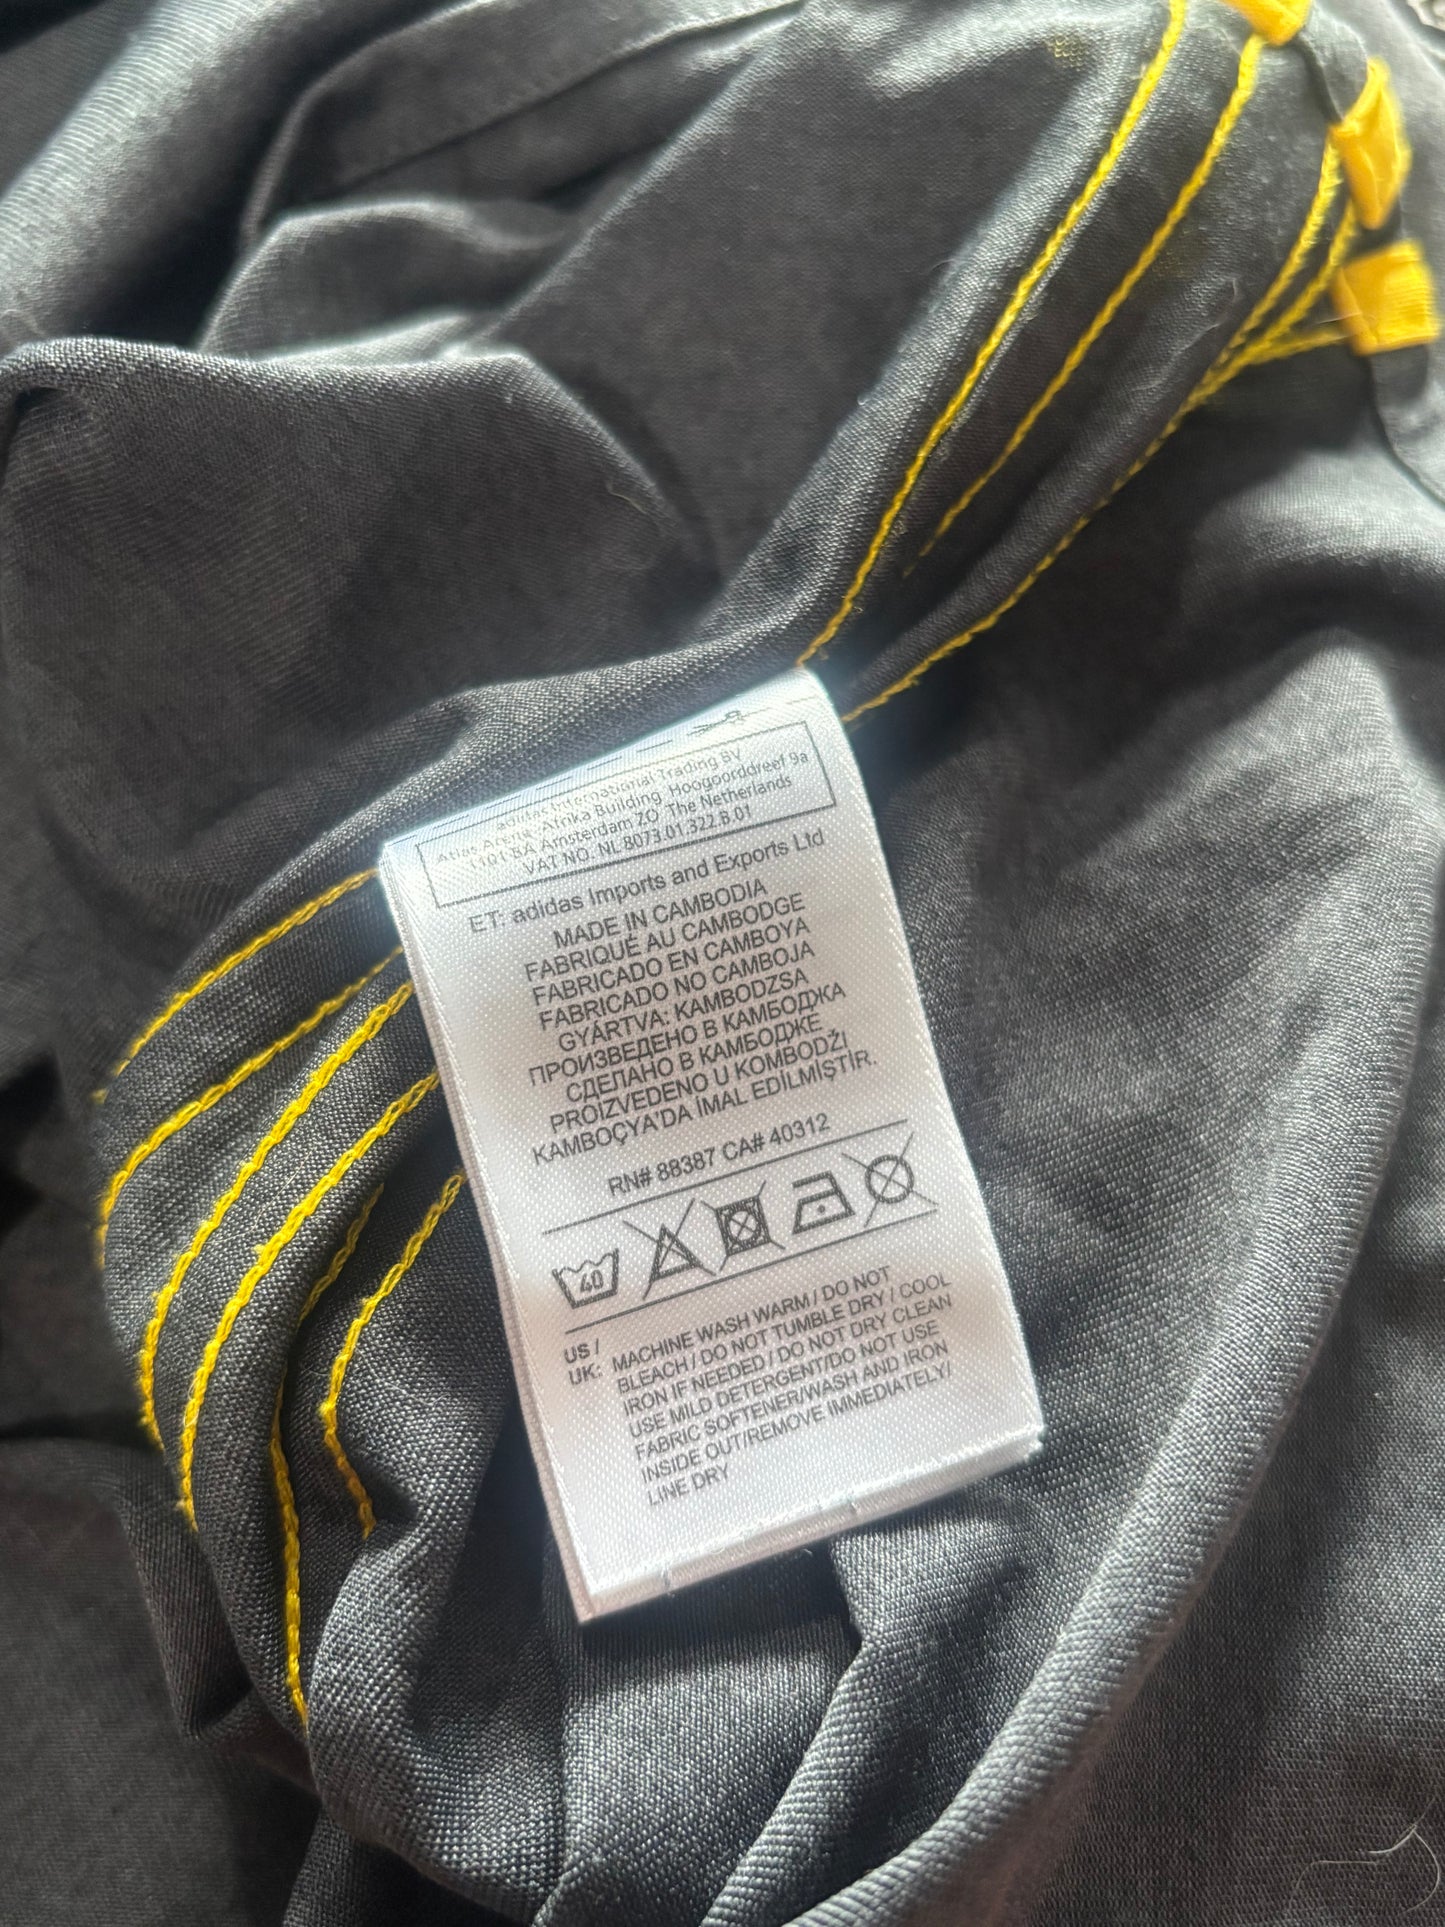 adidas International Trading BV
Atlas Arena, Afrika Building, Hoogoorddreef 9a
1101 BA Amsterdam ZO The Netherlands
VAT NO. NL 8073.01.322.B.01
ET: adidas Imports and Exports Ltd
MADE IN CAMBODIA
FABRIQUÉ AU CAMBODGE
FABRICADO EN CAMBOYA
FABRICADO NO CAMBOJA
GYÁRTVA: KAMBODZSA
ПРОИЗВЕДЕНО В КАМБОДЖА
СДЕЛАНО В КАМБОДЖЕ
PROIZVEDENO U KOMBODŽI
KAMBOÇYA'DA İMAL EDİLMİŞTİR.
RN# 88387 CA# 40312
40
US / UK: MACHINE WASH WARM / DO NOT
BLEACH / DO NOT TUMBLE DRY / COOL
IRON IF NEEDED / DO NOT DRY CLEAN
USE MILD DETERGENT/DO NOT USE
FABRIC SOFTENER/WASH AND IRON
INSIDE OUT/REMOVE IMMEDIATELY/
LINE DRY